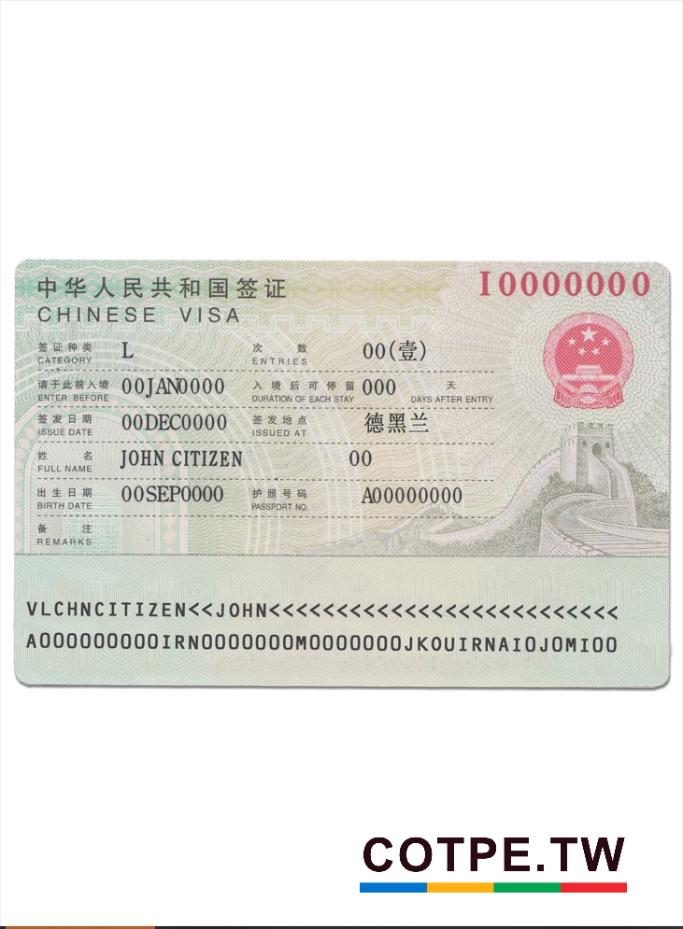 中华人民共和国签证 I0000000
CHINESE VISA
签证种类 L 次数 00(壹)
CATEGORY ENTRIES
请于此前入境 00JAN0000 入境后可停留 000 天
ENTER BEFORE DURATION OF EACH STAY DAYS AFTER ENTRY
签发日期 00DEC0000 签发地点 德黑兰
ISSUE DATE ISSUED AT
姓名 JOHN CITIZEN 00
FULL NAME
出生日期 00SEP0000 护照号码 A00000000
BIRTH DATE PASSPORT NO.
备注
REMARKS
VLCHNCITIZEN<<JOHN<<<<<<<<<<<<<<<<<<<<<<<<<<
A000000000IRN0000000M0000000JKOUIRNAI0J0MI00
COTPE.TW